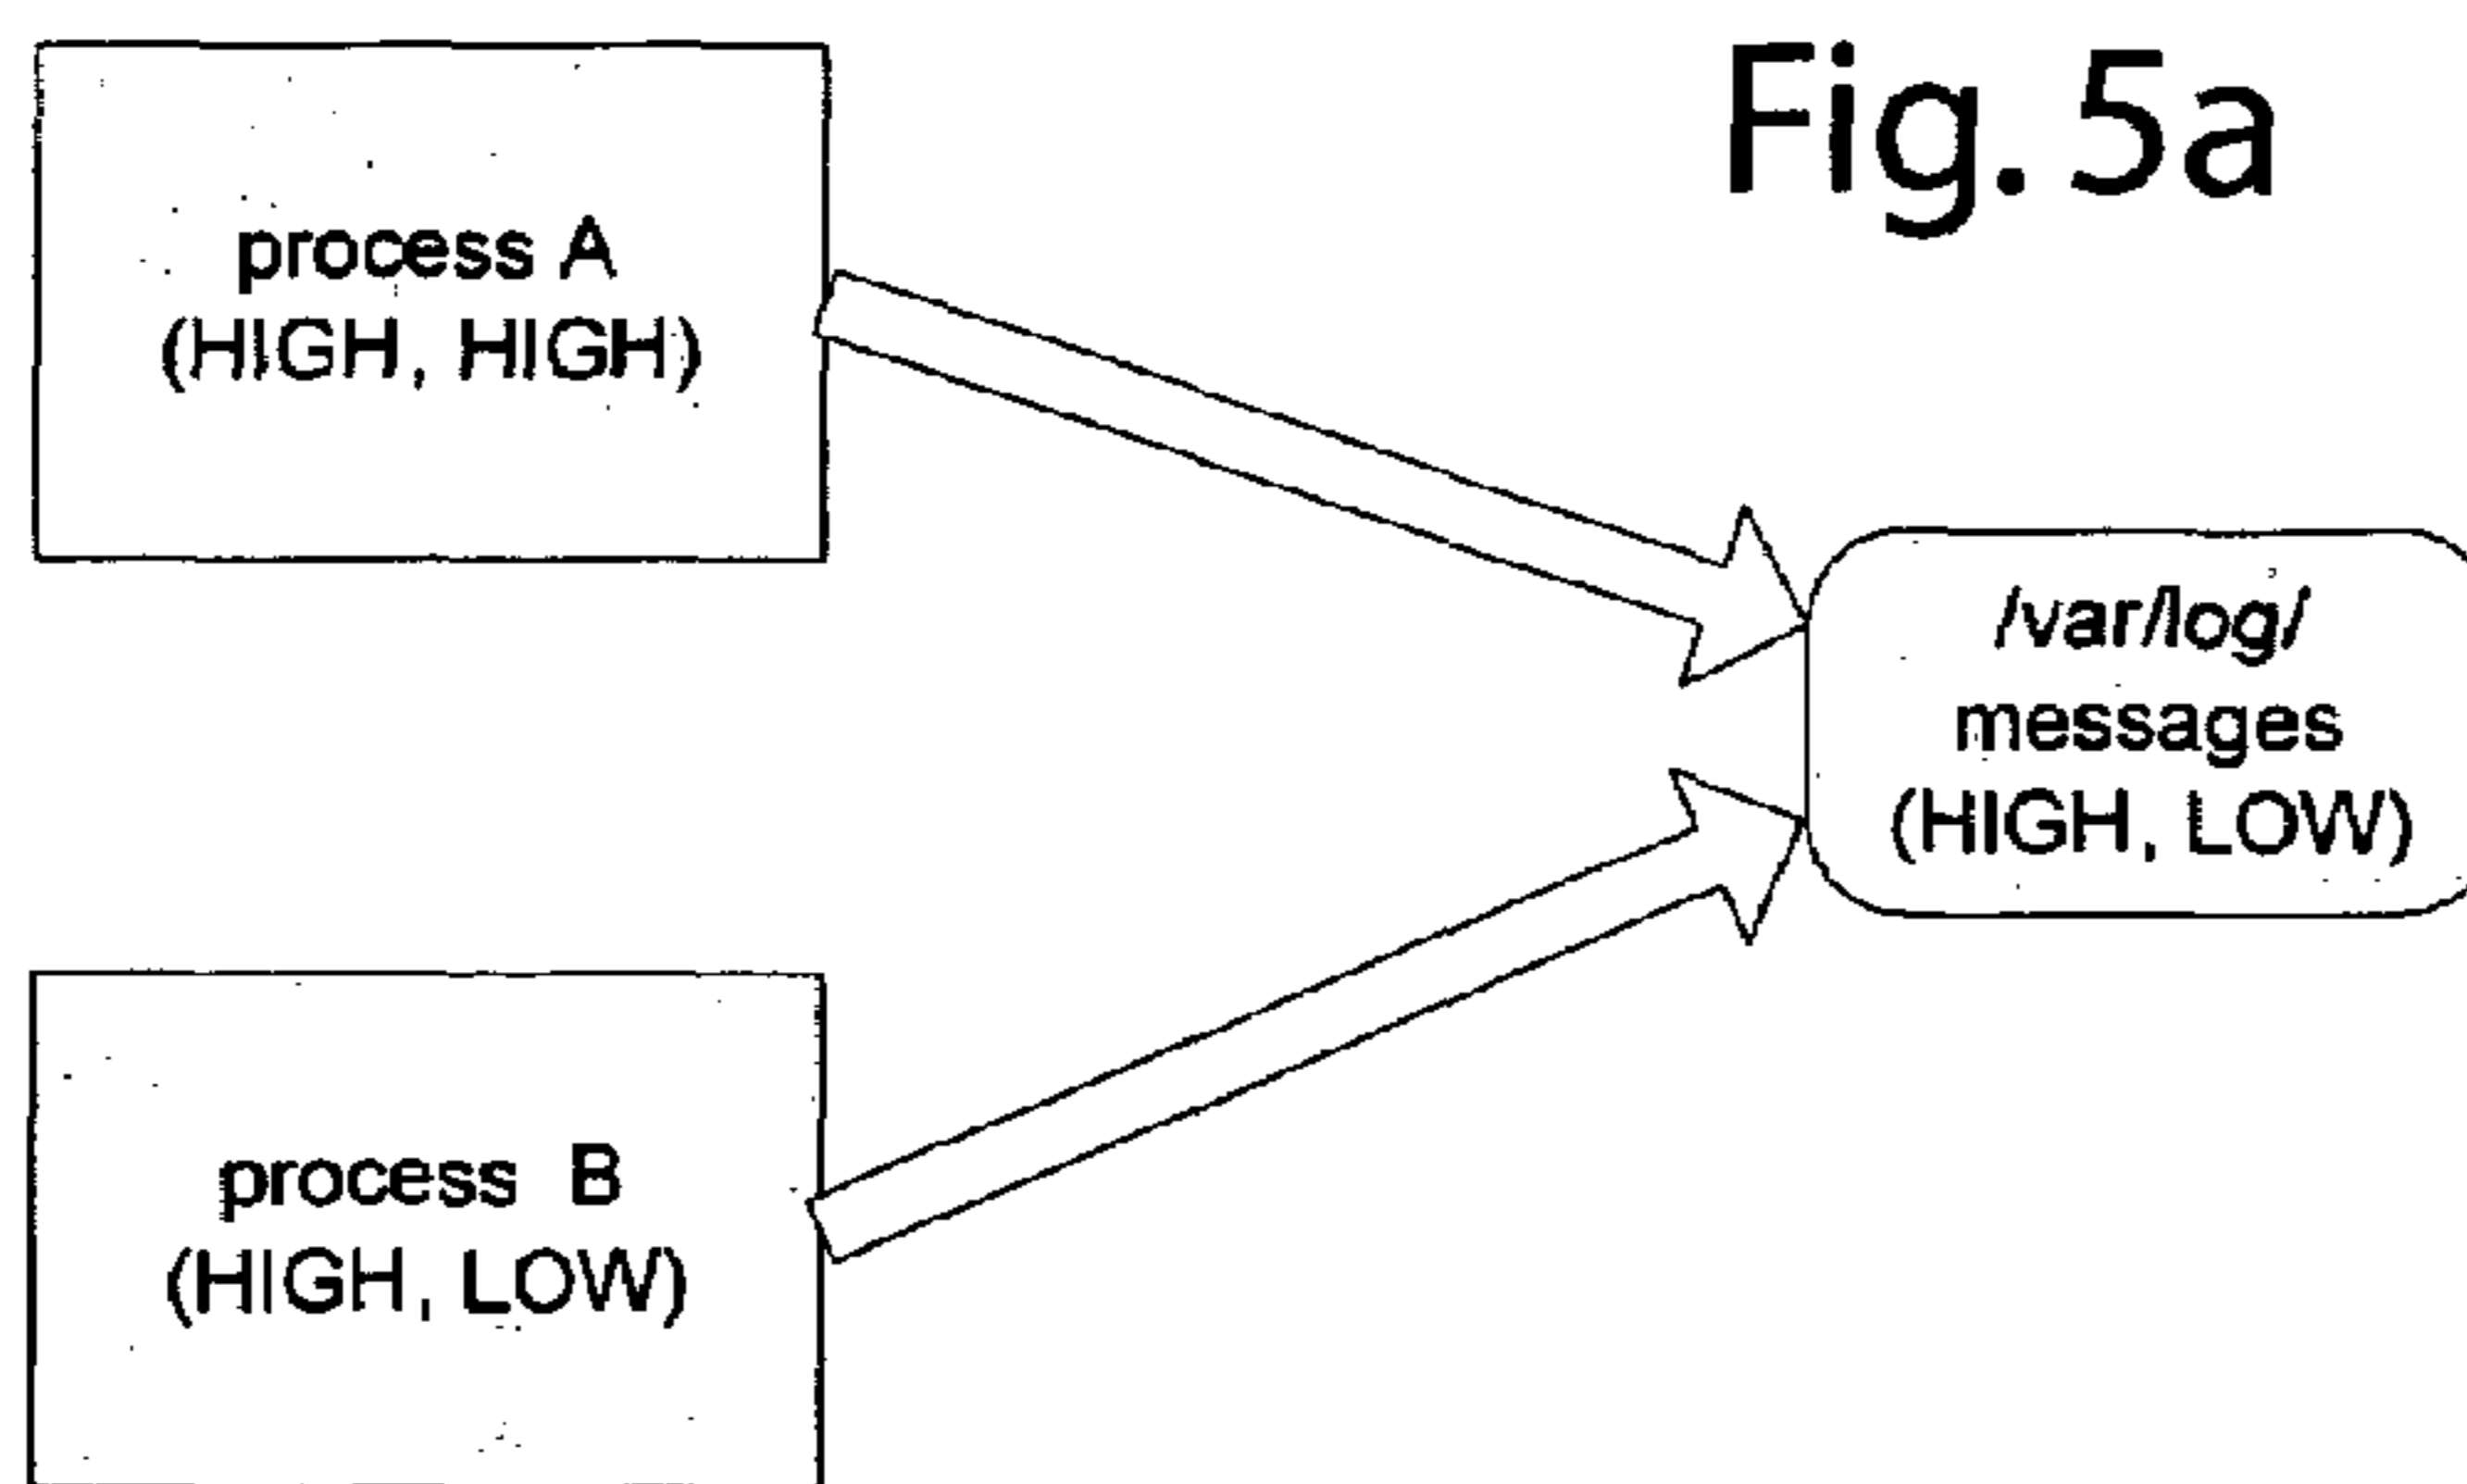 Fig. 5a
process A
(HIGH, HIGH)
/var/log/
messages
(HIGH, LOW)
process B
(HIGH, LOW)